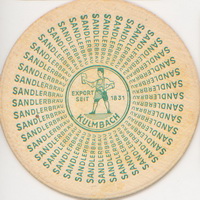 SANDLERBRÄU
EXPORT
SEIT 1831
KULMBACH